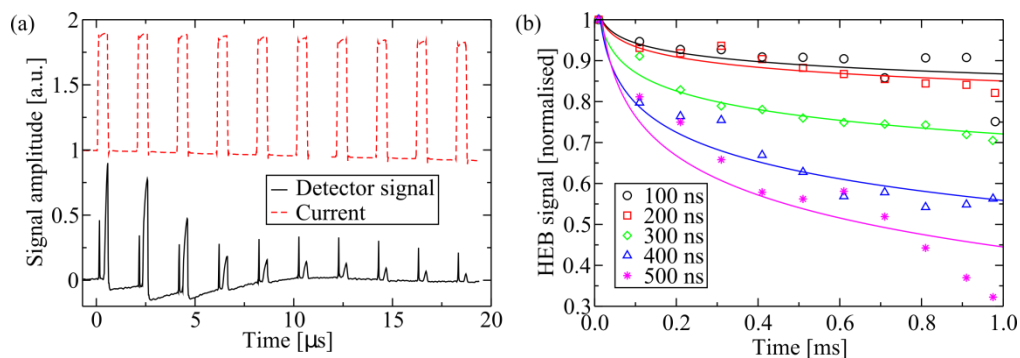 (a)
2
1.5
1
0.5
0
Signal amplitude [a.u.]
Detector signal
Current
0 5 10 15 20
Time [μs]
(b)
1
0.9
0.8
0.7
0.6
0.5
0.4
0.3
HEB signal [normalised]
100 ns
200 ns
300 ns
400 ns
500 ns
0.0 0.2 0.4 0.6 0.8 1.0
Time [ms]